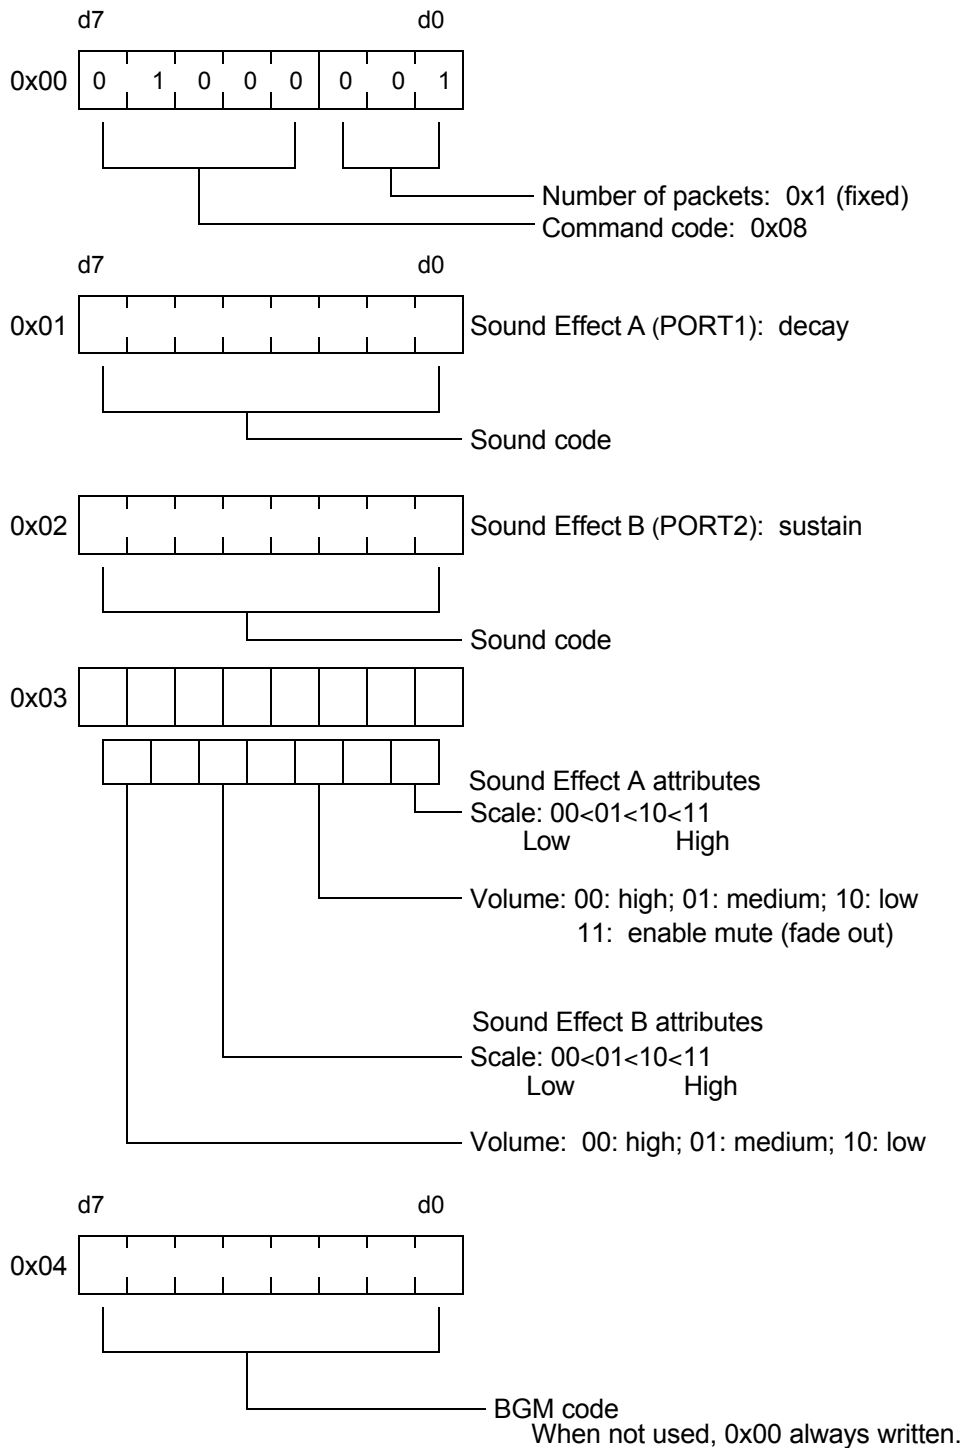 d7 d0
0x00 0 1 0 0 0 0 0 1
Number of packets: 0x1 (fixed)
Command code: 0x08
d7 d0
0x01 Sound Effect A (PORT1): decay
Sound code
0x02 Sound Effect B (PORT2): sustain
Sound code
0x03
Sound Effect A attributes
Scale: 00<01<10<11
Low High
Volume: 00: high; 01: medium; 10: low
11: enable mute (fade out)
Sound Effect B attributes
Scale: 00<01<10<11
Low High
Volume: 00: high; 01: medium; 10: low
d7 d0
0x04
BGM code
When not used, 0x00 always written.